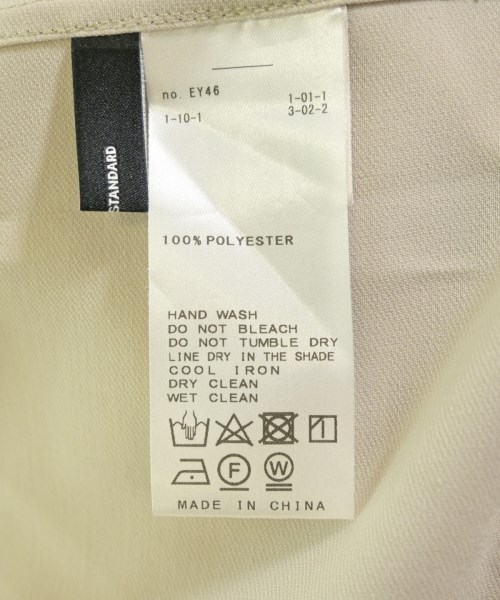 no. EY46
1-01-1
1-10-1
3-02-2
STANDARD
100% POLYESTER
HAND WASH
DO NOT BLEACH
DO NOT TUMBLE DRY
LINE DRY IN THE SHADE
COOL IRON
DRY CLEAN
WET CLEAN
F
W
MADE IN CHINA